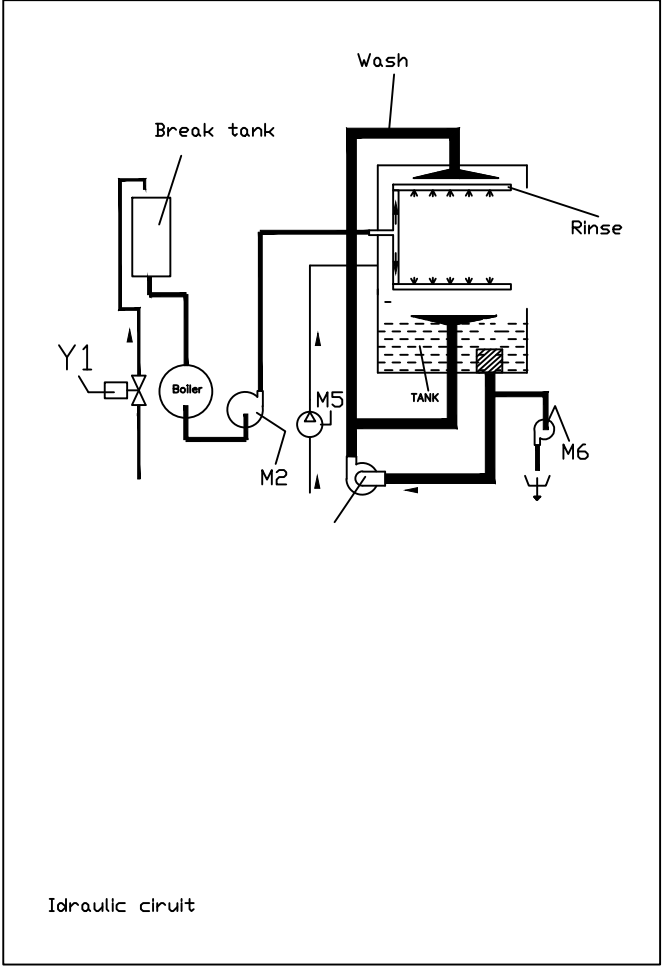 Wash
Break tank
Rinse
Y1
Boiler
M5
TANK
M2
M6
Idraulic ciruit